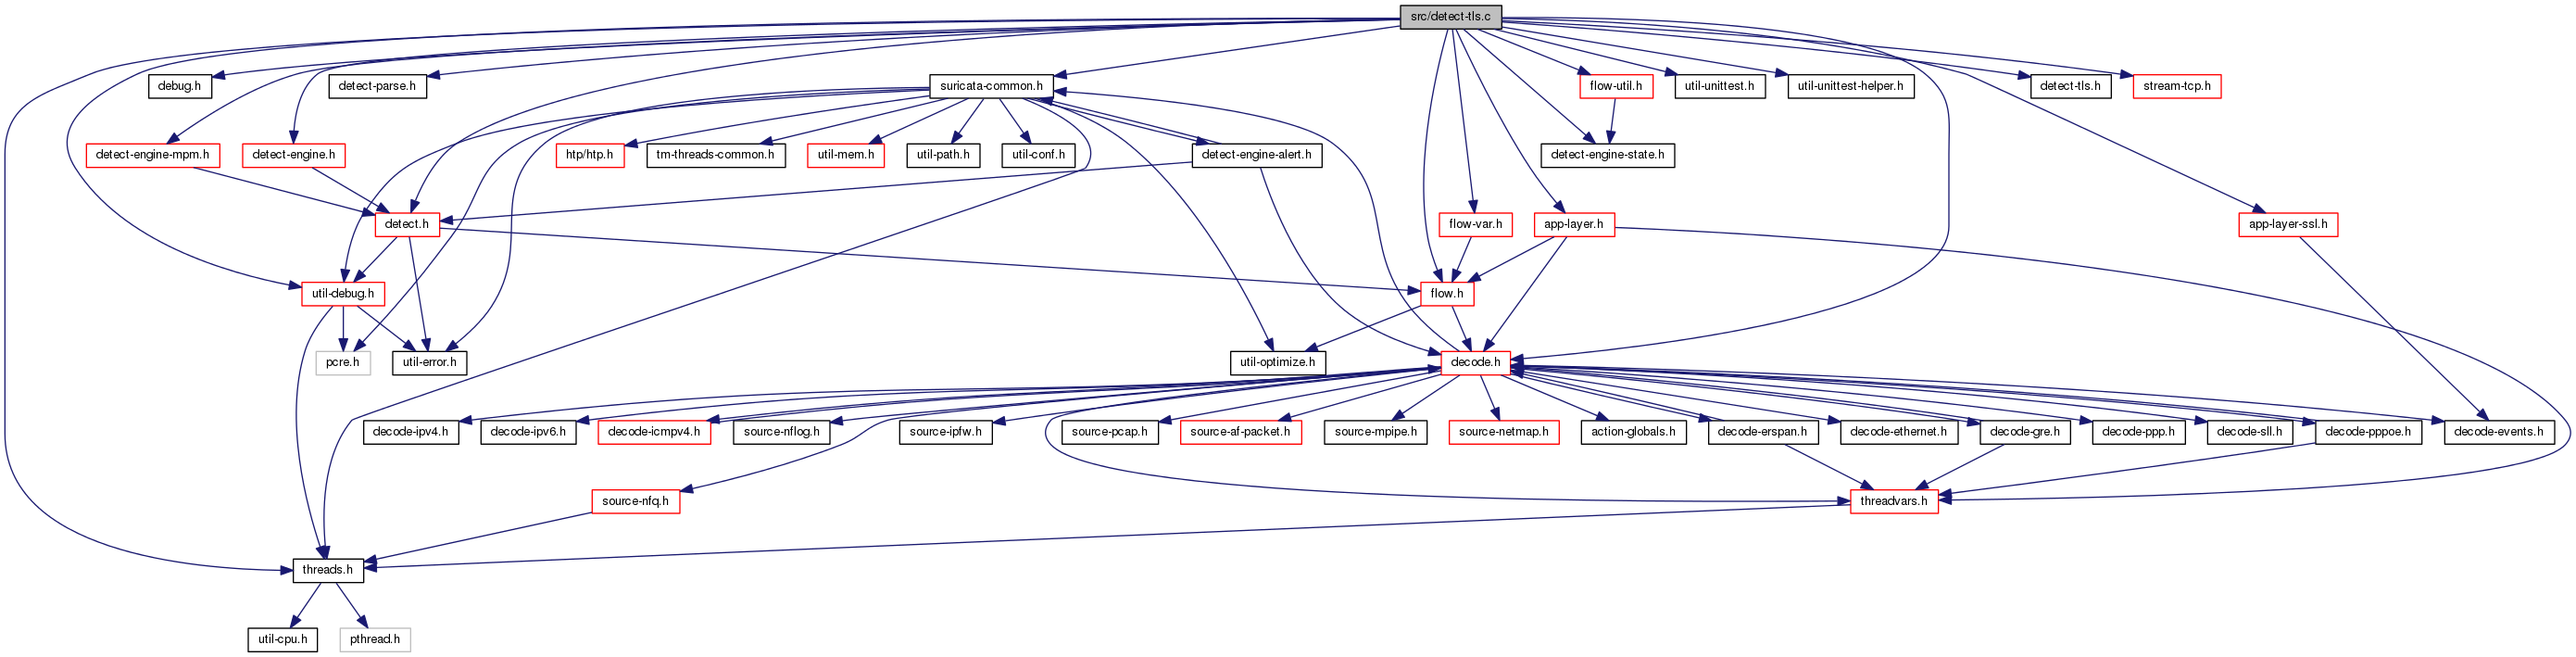 src/detect-tls.c
debug.h
detect-parse.h
suricata-common.h
flow-util.h
util-unittest.h
util-unittest-helper.h
detect-tls.h
stream-tcp.h
detect-engine-mpm.h
detect-engine.h
htp/htp.h
tm-threads-common.h
util-mem.h
util-path.h
util-conf.h
detect-engine-alert.h
detect-engine-state.h
detect.h
flow-var.h
app-layer.h
app-layer-ssl.h
util-debug.h
flow.h
pcre.h
util-error.h
util-optimize.h
decode.h
decode-ipv4.h
decode-ipv6.h
decode-icmpv4.h
source-nflog.h
source-ipfw.h
source-pcap.h
source-af-packet.h
source-mpipe.h
source-netmap.h
action-globals.h
decode-erspan.h
decode-ethernet.h
decode-gre.h
decode-ppp.h
decode-sll.h
decode-pppoe.h
decode-events.h
source-nfq.h
threadvars.h
threads.h
util-cpu.h
pthread.h